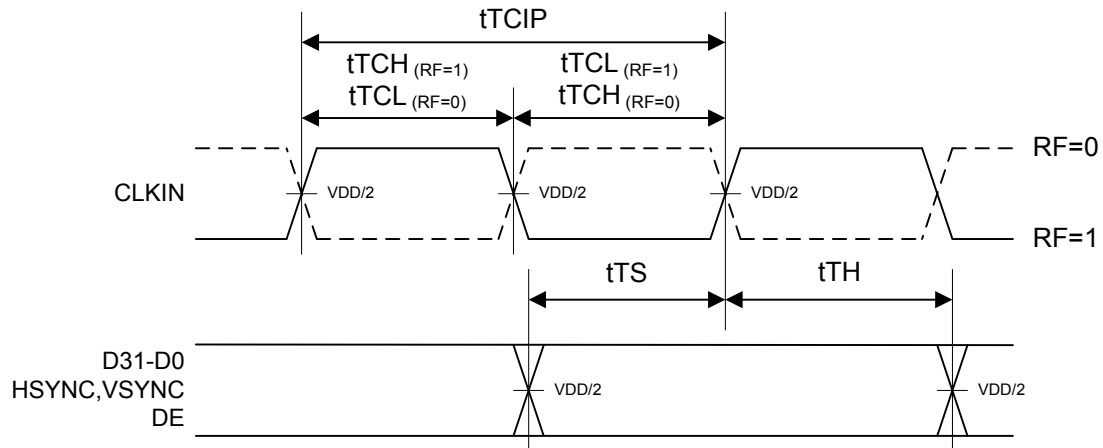 tTCIP
tTCH (RF=1)
tTCL (RF=0)
tTCL (RF=1)
tTCH (RF=0)
RF=0
CLKIN
VDD/2
VDD/2
VDD/2
RF=1
tTS
tTH
D31-D0
HSYNC,VSYNC
DE
VDD/2
VDD/2